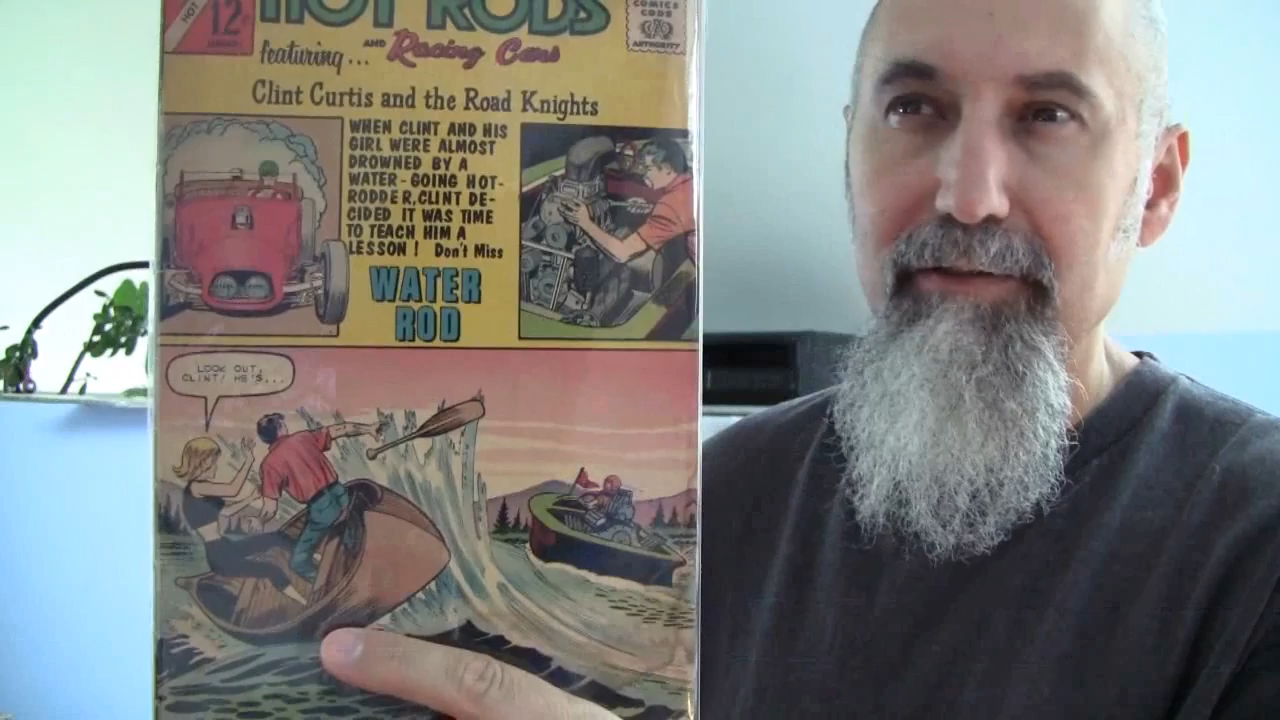 HOT
12
HOT RODS
COMICS
CODE
A
AUTHORITY
featuring... AND Racing Cars
Clint Curtis and the Road Knights
WHEN CLINT AND HIS
GIRL WERE ALMOST
DROWNED BY A
WATER-GOING HOT-
RODDER, CLINT DE-
CIDED IT WAS TIME
TO TEACH HIM A
LESSON! Don't Miss
WATER
ROD
LOOK OUT,
CLINT! HE'S...